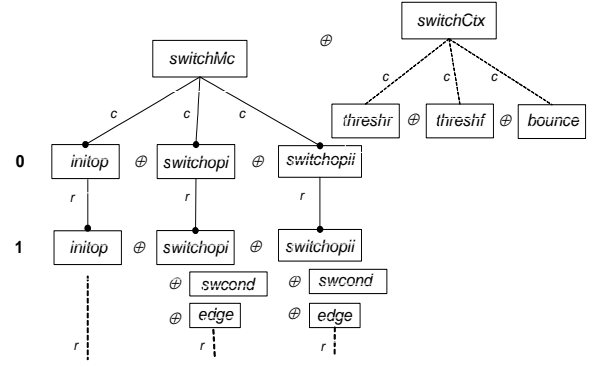 switchCtx
⊕
switchMc
c c c
c c c
threshr ⊕ threshf ⊕ bounce
0 initop ⊕ switchopi ⊕ switchopii
r r r
1 initop ⊕ switchopi ⊕ switchopii
⊕ swcond ⊕ swcond
⊕ edge ⊕ edge
r r r